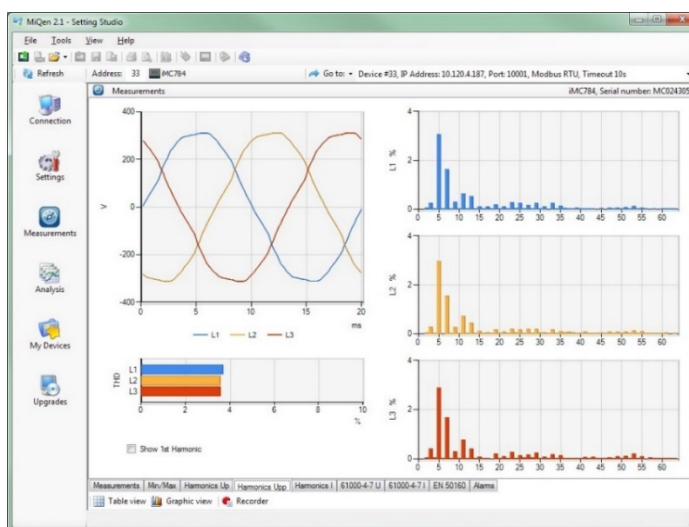 MiQen 2.1 - Setting Studio
File Tools View Help
Refresh Address: 33 iMC784 Go to: Device #33, IP Address: 10.120.4.187, Port: 10001, Modbus RTU, Timeout 10s
Measurements iMC784, Serial number: MC024305
Connection
Settings
Measurements
Analysis
My Devices
Upgrades
400
200
0
-200
-400
V
0 5 10 15 20
ms
L1 L2 L3
THD
L1
L2
L3
0 2 4 6 8 10
%
Show 1st Harmonic
L1 %
4
2
0
0 5 10 15 20 25 30 35 40 45 50 55 60
L2 %
4
2
0
0 5 10 15 20 25 30 35 40 45 50 55 60
L3 %
4
2
0
0 5 10 15 20 25 30 35 40 45 50 55 60
Measurements Min/Max Harmonics Up Harmonics Upp Harmonics I 61000-4-7 U 61000-4-7 I EN 50160 Alarms
Table view Graphic view Recorder